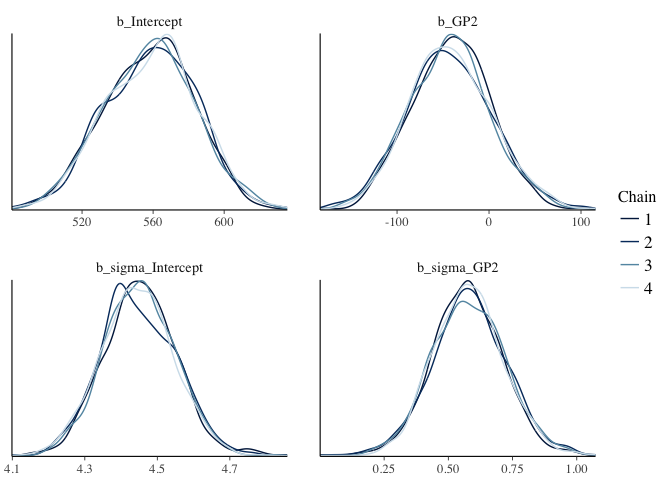 b_Intercept
b_GP2
520 560 600
-100 0 100
Chain
1
2
3
4
b_sigma_Intercept
b_sigma_GP2
4.1 4.3 4.5 4.7
0.25 0.50 0.75 1.00